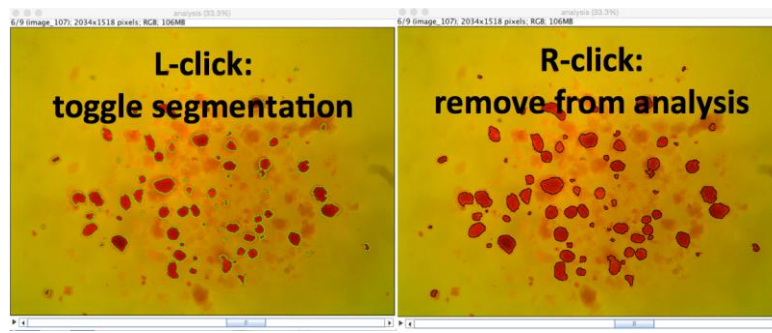 analysis (33.3%)
6/9 (image_107); 2034x1518 pixels; RGB; 106MB
L-click:
toggle segmentation
analysis (33.3%)
6/9 (image_107); 2034x1518 pixels; RGB; 106MB
R-click:
remove from analysis